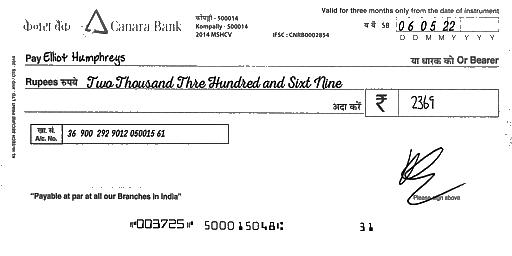 केनरा बैंक Canara Bank
कोंपल्ली - 500014
Kompally - 500014
2014 MSHCV
Valid for three months only from the date of instrument
IFSC : CNRB0002854
SB 06 05 22
D D M M Y Y Y Y
Pay Elliot Humphreys
या धारक को Or Bearer
Rupees रुपये Two Thousand Thre Hundred and Sixt Nine
अदा करें ₹ 2369
खा. सं.
A/c. No. 36 900 292 9012 050015 61
Please sign above
"Payable at par at all our Branches in India"
⑈003725⑈ 500015048⑆ 31